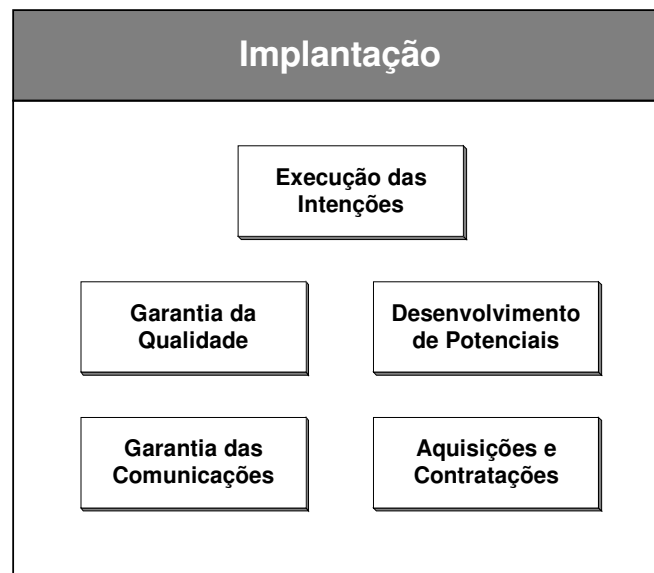 Implantação
Execução das
Intenções
Garantia da
Qualidade
Desenvolvimento
de Potenciais
Garantia das
Comunicações
Aquisições e
Contratações